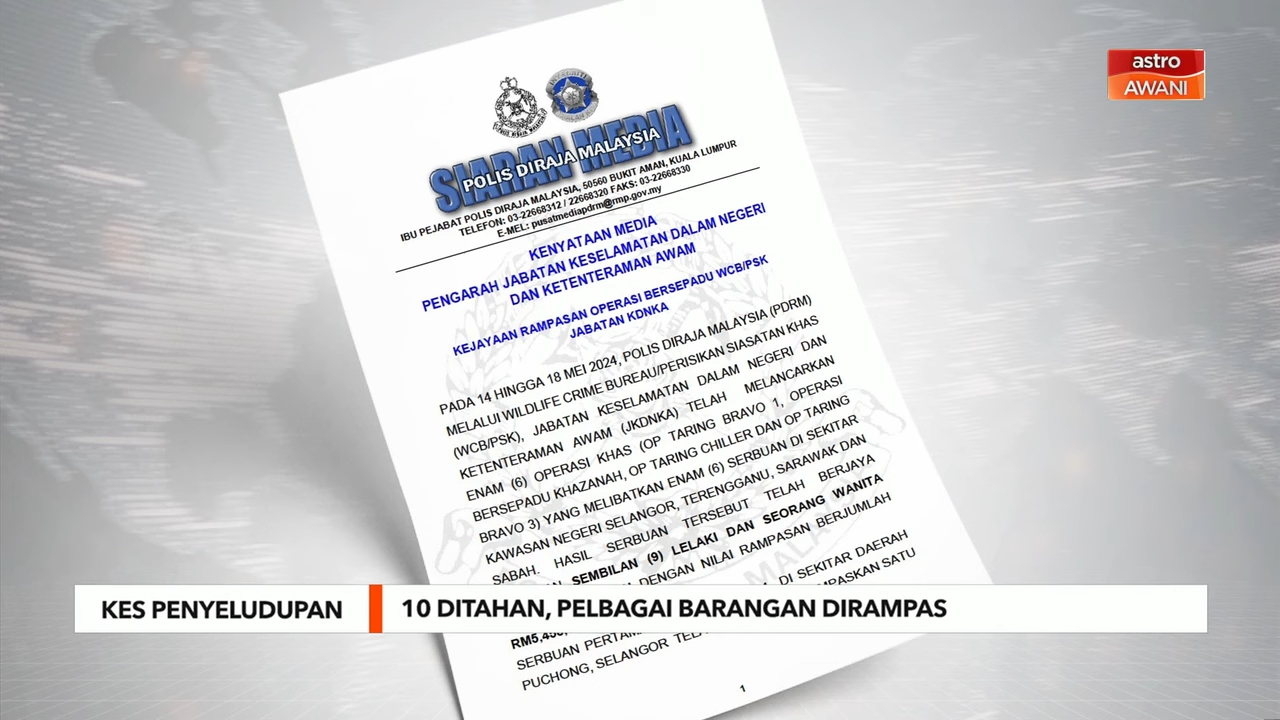 astro
AWANI
SIARAN MEDIA
POLIS DIRAJA MALAYSIA
IBU PEJABAT POLIS DIRAJA MALAYSIA, 50560 BUKIT AMAN, KUALA LUMPUR
TELEFON: 03-22668312 / 22668320 FAKS: 03-22668330
E-MEL: pusatmediapdrm@rmp.gov.my
KENYATAAN MEDIA
PENGARAH JABATAN KESELAMATAN DALAM NEGERI
DAN KETENTERAMAN AWAM
KEJAYAAN RAMPASAN OPERASI BERSEPADU WCB/PSK
JABATAN KDNKA
PADA 14 HINGGA 18 MEI 2024, POLIS DIRAJA MALAYSIA (PDRM)
MELALUI WILDLIFE CRIME BUREAU/PERISIKAN SIASATAN KHAS
(WCB/PSK), JABATAN KESELAMATAN DALAM NEGERI DAN
KETENTERAMAN AWAM (JKDNKA) TELAH MELANCARKAN
ENAM (6) OPERASI KHAS (OP TARING BRAVO 1, OPERASI
BERSEPADU KHAZANAH, OP TARING CHILLER DAN OP TARING
BRAVO 3) YANG MELIBATKAN ENAM (6) SERBUAN DI SEKITAR
KAWASAN NEGERI SELANGOR, TERENGGANU, SARAWAK DAN
SABAH. HASIL SERBUAN TERSEBUT TELAH BERJAYA
SEMBILAN (9) LELAKI DAN SEORANG WANITA
DENGAN NILAI RAMPASAN BERJUMLAH
DI SEKITAR DAERAH
SATU
SERBUAN
PUCHONG, SELANGOR
1
KES PENYELUDUPAN
10 DITAHAN, PELBAGAI BARANGAN DIRAMPAS